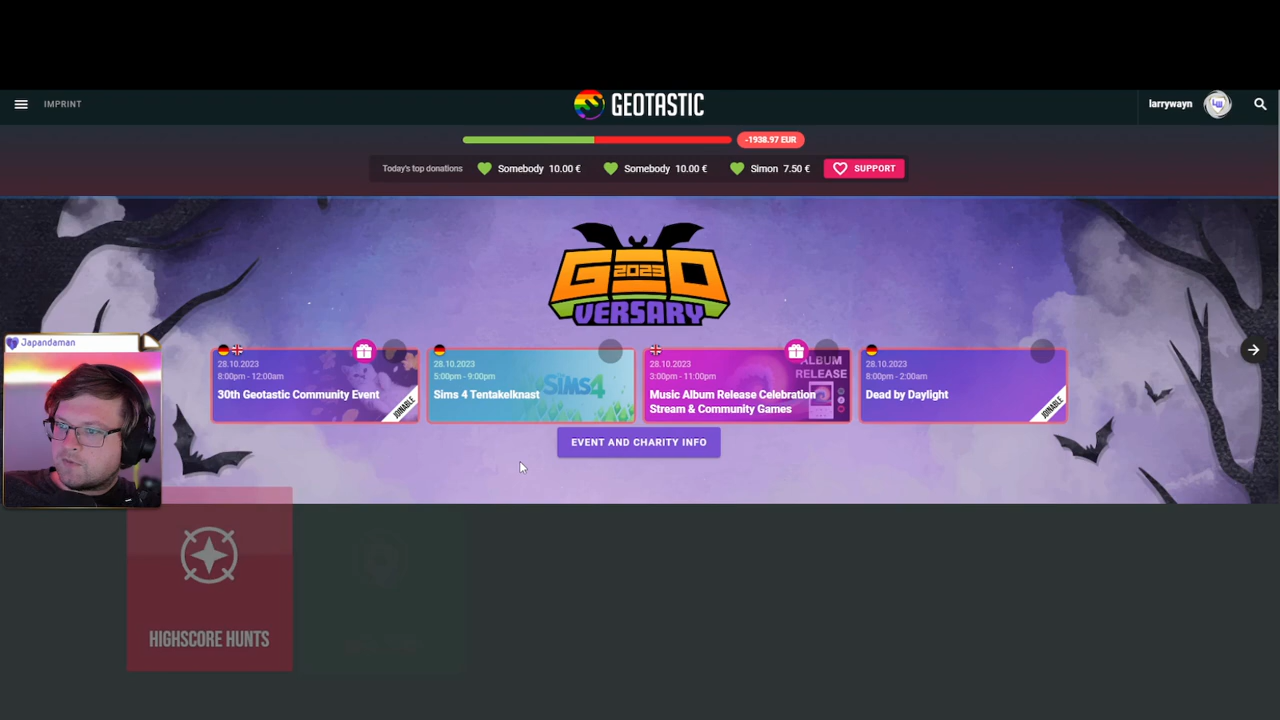 IMPRINT
GEOTASTIC
larrywayn
-1938.97 EUR
Today's top donations
Somebody 10.00 €
Somebody 10.00 €
Simon 7.50 €
SUPPORT
GEO
2023
VERSARY
Japandaman
28.10.2023
8:00pm - 12:00am
30th Geotastic Community Event
JOINABLE
28.10.2023
5:00pm - 9:00pm
Sims 4 Tentakelknast
SIMS4
28.10.2023
3:00pm - 11:00pm
Music Album Release Celebration
Stream & Community Games
ALBUM
RELEASE
28.10.2023
8:00pm - 2:00am
Dead by Daylight
JOINABLE
EVENT AND CHARITY INFO
HIGHSCORE HUNTS